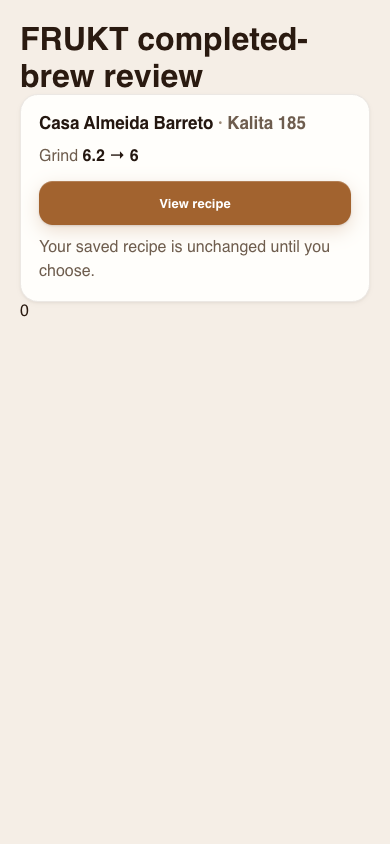 FRUKT completed-
brew review
Casa Almeida Barreto · Kalita 185
Grind 6.2 → 6
View recipe
Your saved recipe is unchanged until you
choose.
0